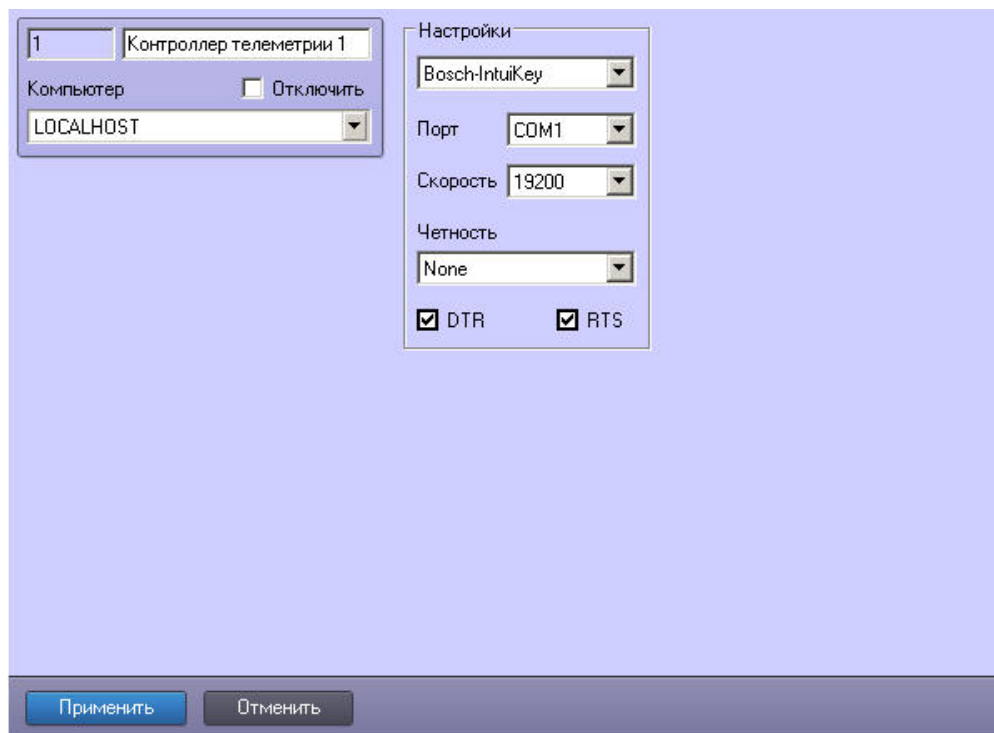 1 Контроллер телеметрии 1
Компьютер Отключить
LOCALHOST
Настройки
Bosch-IntuiKey
Порт COM1
Скорость 19200
Четность
None
DTR RTS
Применить Отменить